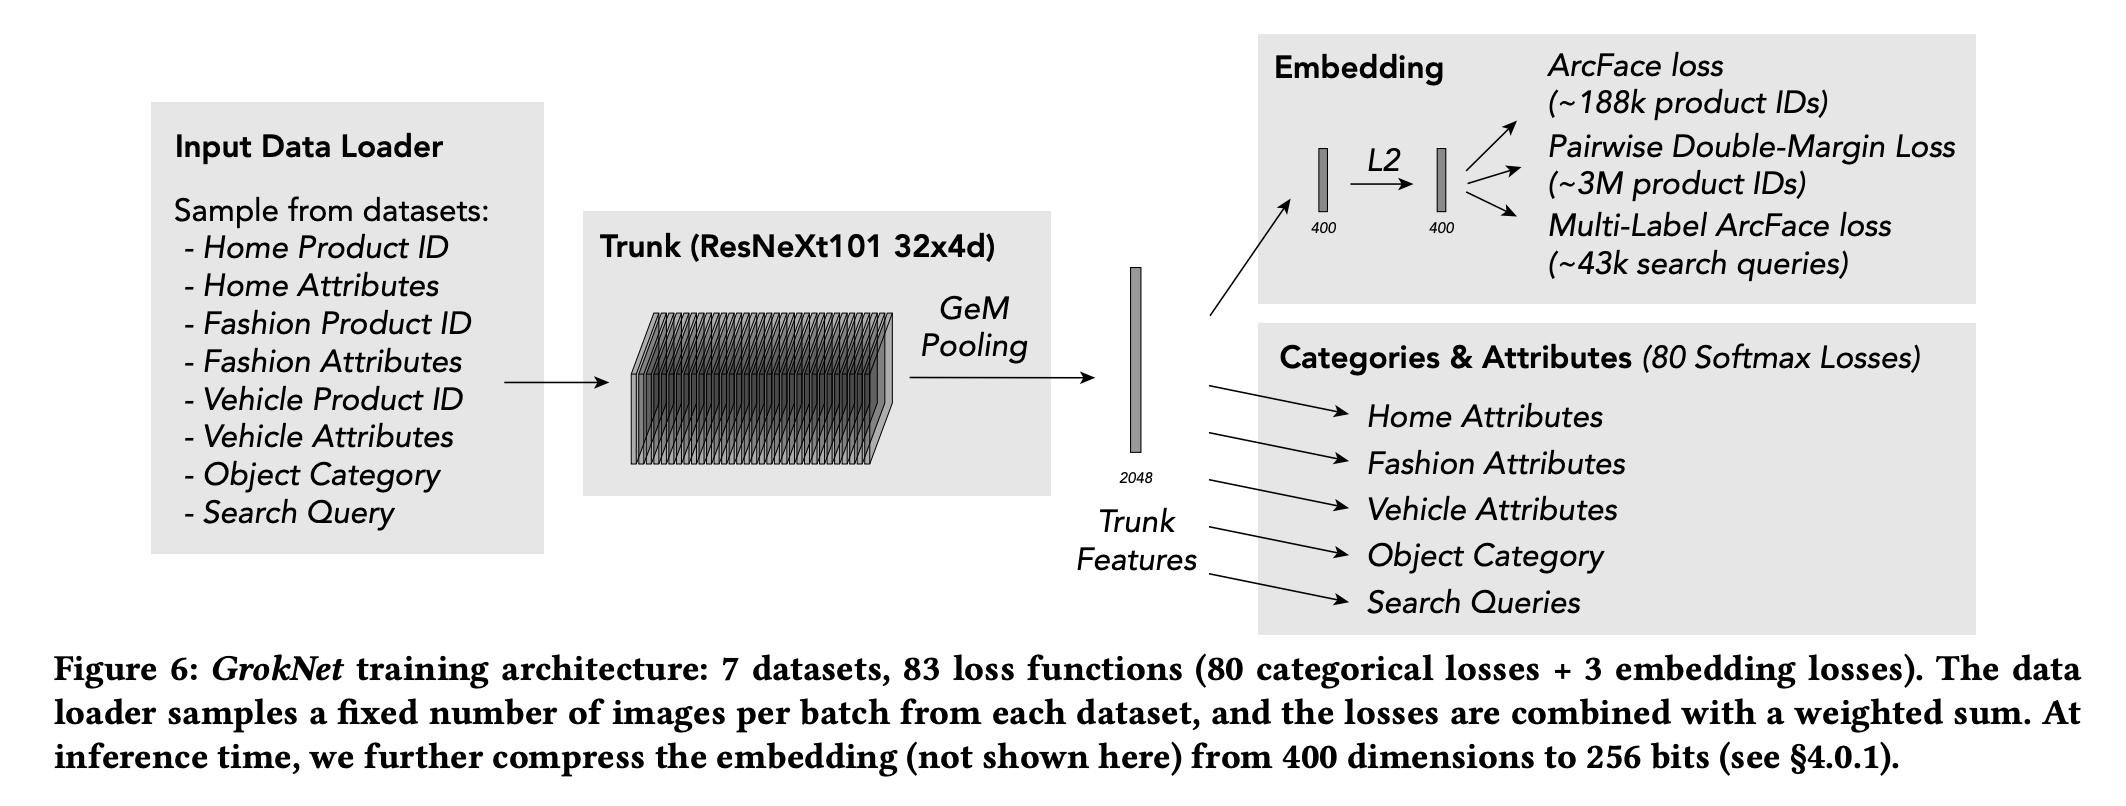 Input Data Loader
Sample from datasets:
- Home Product ID
- Home Attributes
- Fashion Product ID
- Fashion Attributes
- Vehicle Product ID
- Vehicle Attributes
- Object Category
- Search Query
Trunk (ResNeXt101 32x4d)
GeM
Pooling
2048
Trunk
Features
Embedding
400
L2
400
ArcFace loss
(~188k product IDs)
Pairwise Double-Margin Loss
(~3M product IDs)
Multi-Label ArcFace loss
(~43k search queries)
Categories & Attributes (80 Softmax Losses)
Home Attributes
Fashion Attributes
Vehicle Attributes
Object Category
Search Queries
Figure 6: GrokNet training architecture: 7 datasets, 83 loss functions (80 categorical losses + 3 embedding losses). The data
loader samples a fixed number of images per batch from each dataset, and the losses are combined with a weighted sum. At
inference time, we further compress the embedding (not shown here) from 400 dimensions to 256 bits (see §4.0.1).